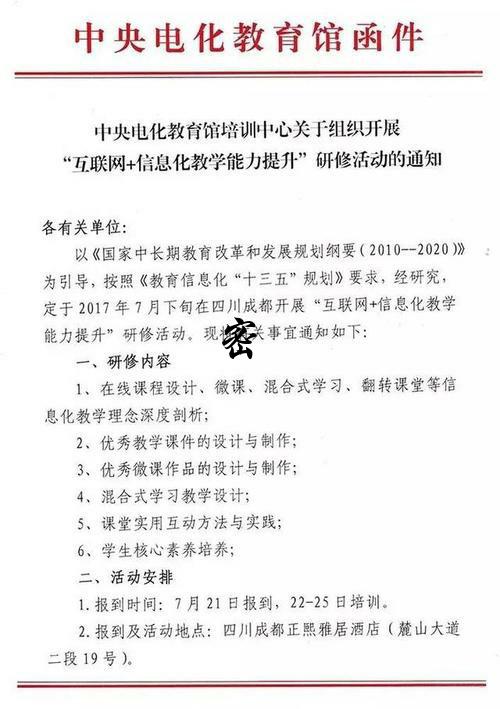 中央电化教育馆函件
中央电化教育馆培训中心关于组织开展
“互联网+信息化教学能力提升”研修活动的通知
各有关单位：
以《国家中长期教育改革和发展规划纲要（2010--2020）》
为引导，按照《教育信息化“十三五”规划》要求，经研究，
定于 2017 年 7 月下旬在四川成都开展“互联网+信息化教学
能力提升”研修活动。现 密 关事宜通知如下：
一、研修内容
1、在线课程设计、微课、混合式学习、翻转课堂等信
息化教学理念深度剖析；
2、优秀教学课件的设计与制作；
3、优秀微课作品的设计与制作；
4、混合式学习教学设计；
5、课堂实用互动方法与实践；
6、学生核心素养培养；
二、活动安排
1. 报到时间：7 月 21 日报到，22-25 日培训。
2. 报到及活动地点：四川成都正熙雅居酒店（麓山大道
二段 19 号）。